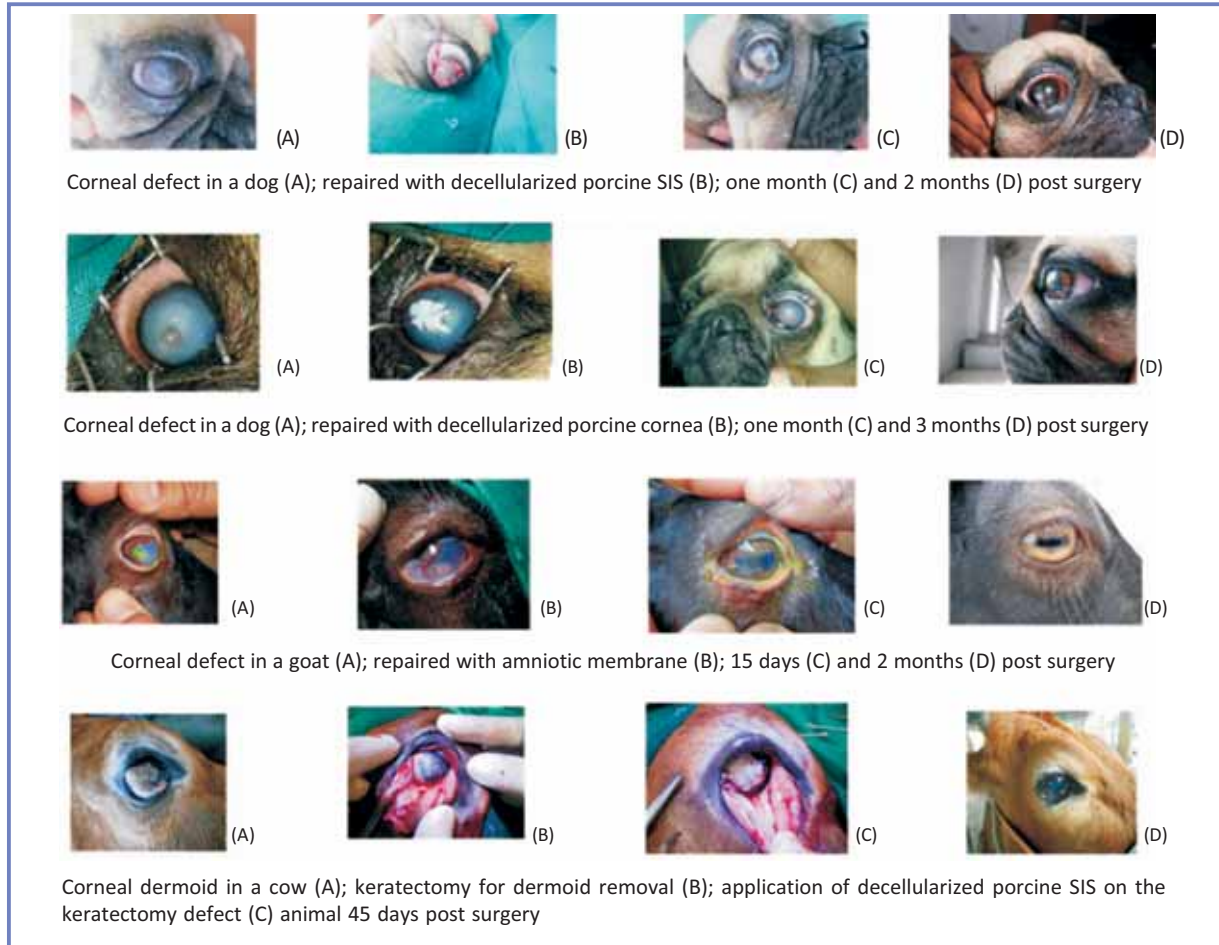 (A) (B) (C) (D)
Corneal defect in a dog (A); repaired with decellularized porcine SIS (B); one month (C) and 2 months (D) post surgery
(A) (B) (C) (D)
Corneal defect in a dog (A); repaired with decellularized porcine cornea (B); one month (C) and 3 months (D) post surgery
(A) (B) (C) (D)
Corneal defect in a goat (A); repaired with amniotic membrane (B); 15 days (C) and 2 months (D) post surgery
(A) (B) (C) (D)
Corneal dermoid in a cow (A); keratectomy for dermoid removal (B); application of decellularized porcine SIS on the
keratectomy defect (C) animal 45 days post surgery